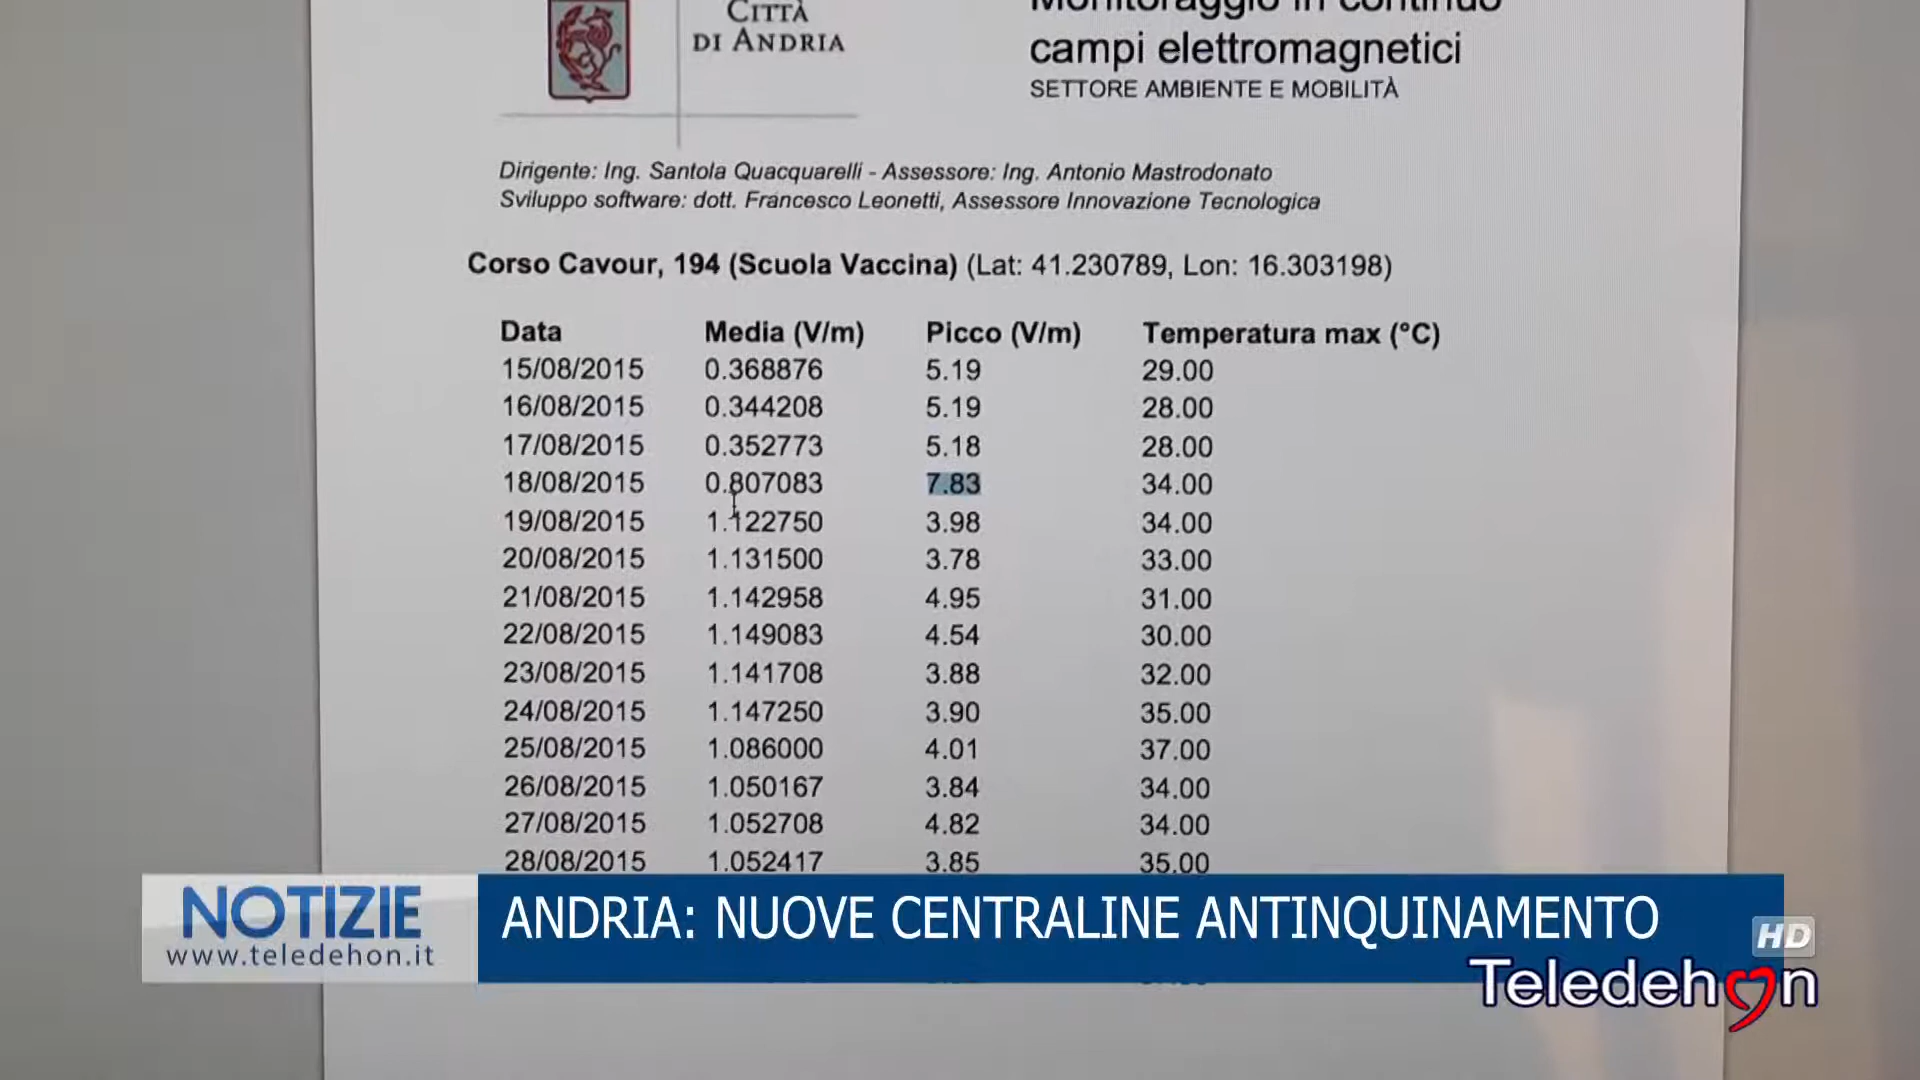 CITTÀ
DI ANDRIA
Monitoraggio in continuo
campi elettromagnetici
SETTORE AMBIENTE E MOBILITÀ
Dirigente: Ing. Santola Quacquarelli - Assessore: Ing. Antonio Mastrodonato
Sviluppo software: dott. Francesco Leonetti, Assessore Innovazione Tecnologica
Corso Cavour, 194 (Scuola Vaccina) (Lat: 41.230789, Lon: 16.303198)
Data Media (V/m) Picco (V/m) Temperatura max (°C)
15/08/2015 0.368876 5.19 29.00
16/08/2015 0.344208 5.19 28.00
17/08/2015 0.352773 5.18 28.00
18/08/2015 0.807083 7.83 34.00
19/08/2015 1.122750 3.98 34.00
20/08/2015 1.131500 3.78 33.00
21/08/2015 1.142958 4.95 31.00
22/08/2015 1.149083 4.54 30.00
23/08/2015 1.141708 3.88 32.00
24/08/2015 1.147250 3.90 35.00
25/08/2015 1.086000 4.01 37.00
26/08/2015 1.050167 3.84 34.00
27/08/2015 1.052708 4.82 34.00
28/08/2015 1.052417 3.85 35.00
NOTIZIE
www.teledehon.it
ANDRIA: NUOVE CENTRALINE ANTINQUINAMENTO
HD
Teledehon